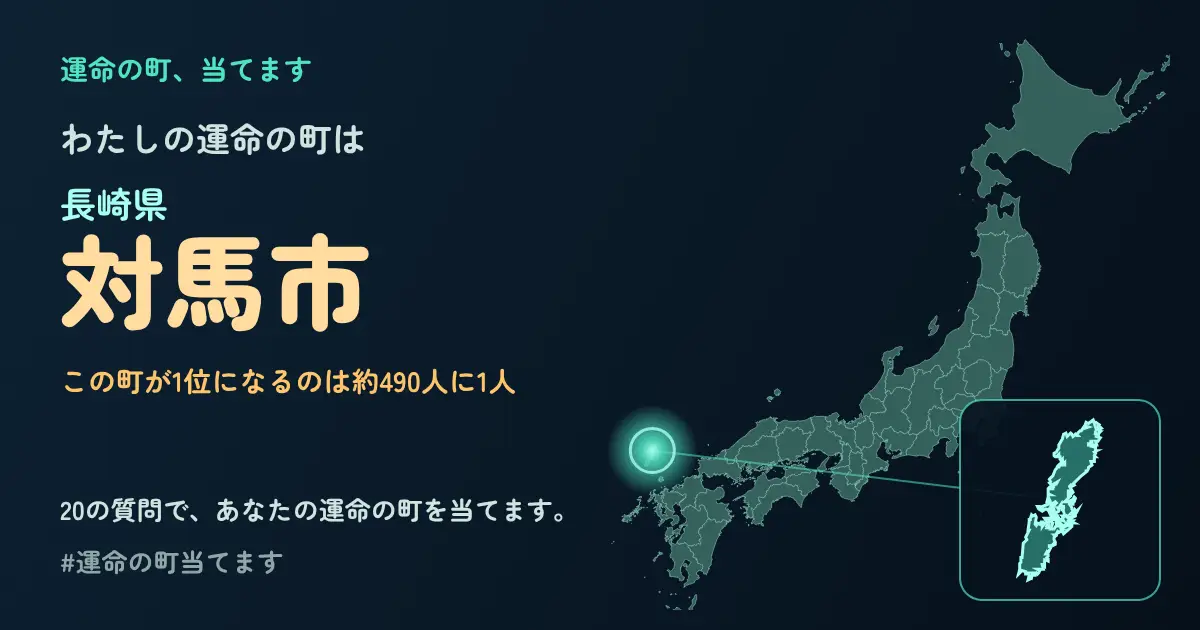 運命の町、当てます
わたしの運命の町は
長崎県
対馬市
この町が1位になるのは約490人に1人
20の質問で、あなたの運命の町を当てます。
#運命の町当てます